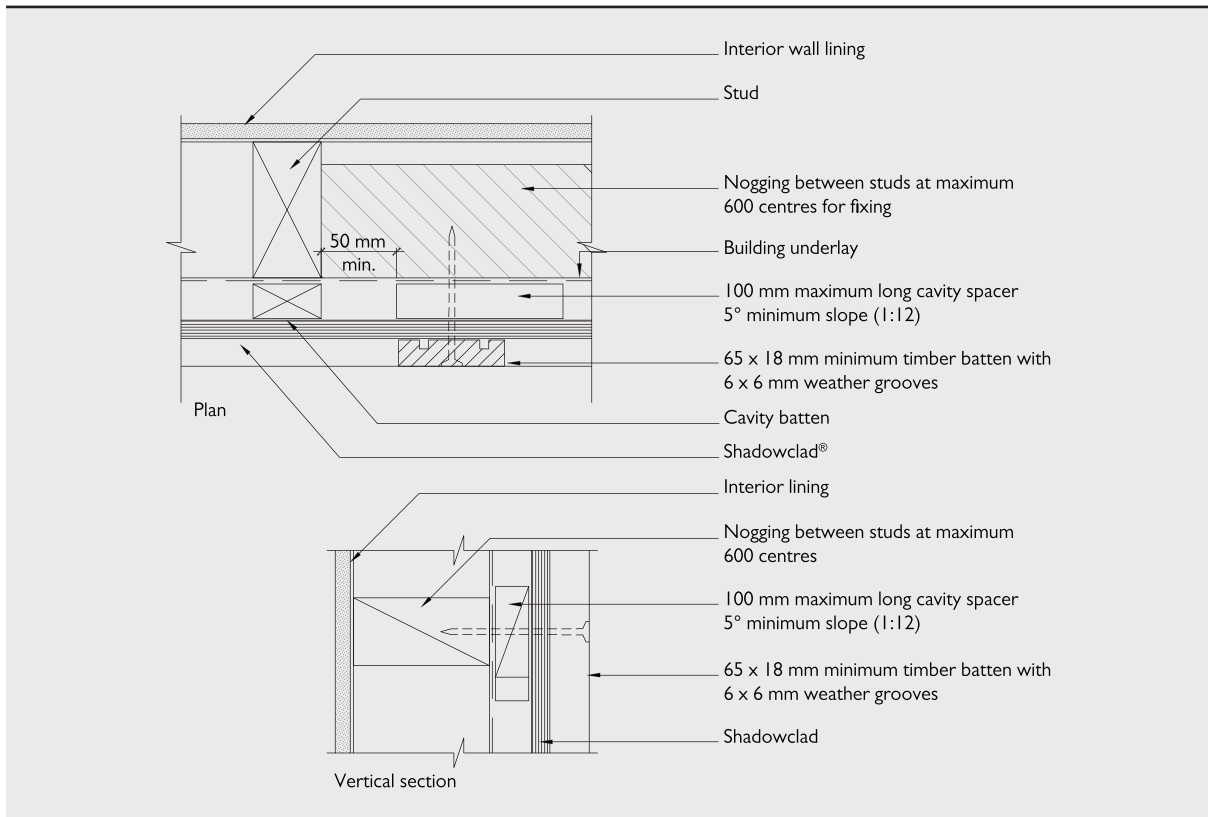 Interior wall lining
Stud
Nogging between studs at maximum
600 centres for fixing
50 mm
min.
Building underlay
100 mm maximum long cavity spacer
5° minimum slope (1:12)
65 x 18 mm minimum timber batten with
6 x 6 mm weather grooves
Plan
Cavity batten
Shadowclad®
Interior lining
Nogging between studs at maximum
600 centres
100 mm maximum long cavity spacer
5° minimum slope (1:12)
65 x 18 mm minimum timber batten with
6 x 6 mm weather grooves
Shadowclad
Vertical section